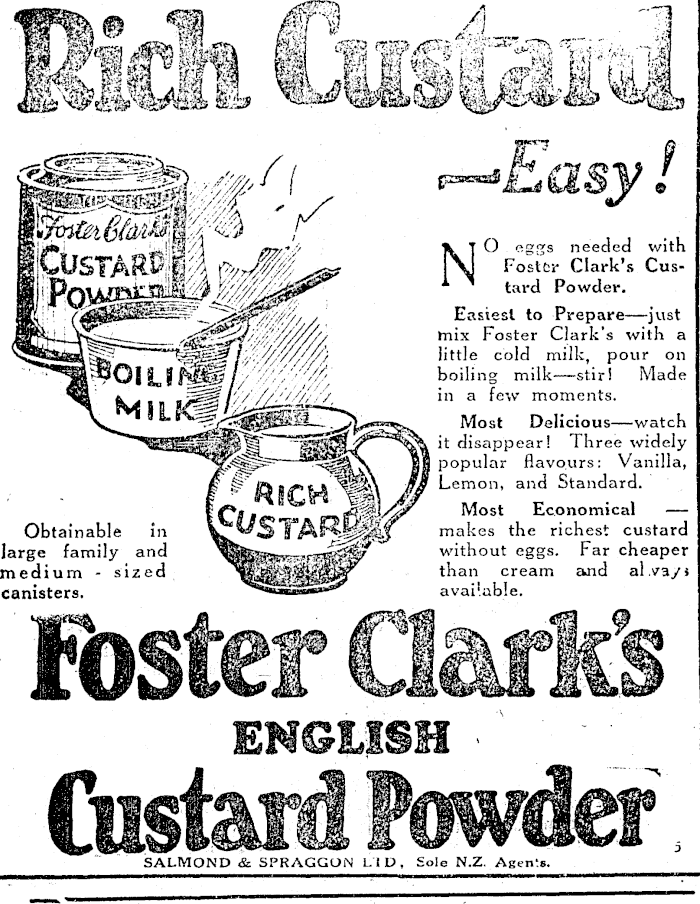 Rich Custard
—Easy!
Foster Clark's
CUSTARD
POWDER
BOILING
MILK
RICH
CUSTARD
NO eggs needed with
Foster Clark's Cus-
tard Powder.
Easiest to Prepare—just
mix Foster Clark's with a
little cold milk, pour on
boiling milk—stir! Made
in a few moments.
Most Delicious—watch
it disappear! Three widely
popular flavours: Vanilla,
Lemon, and Standard.
Most Economical —
makes the richest custard
without eggs. Far cheaper
than cream and always
available.
Obtainable in
large family and
medium - sized
canisters.
Foster Clark's
ENGLISH
Custard Powder
5
SALMOND & SPRAGGON LTD, Sole N.Z. Agents.